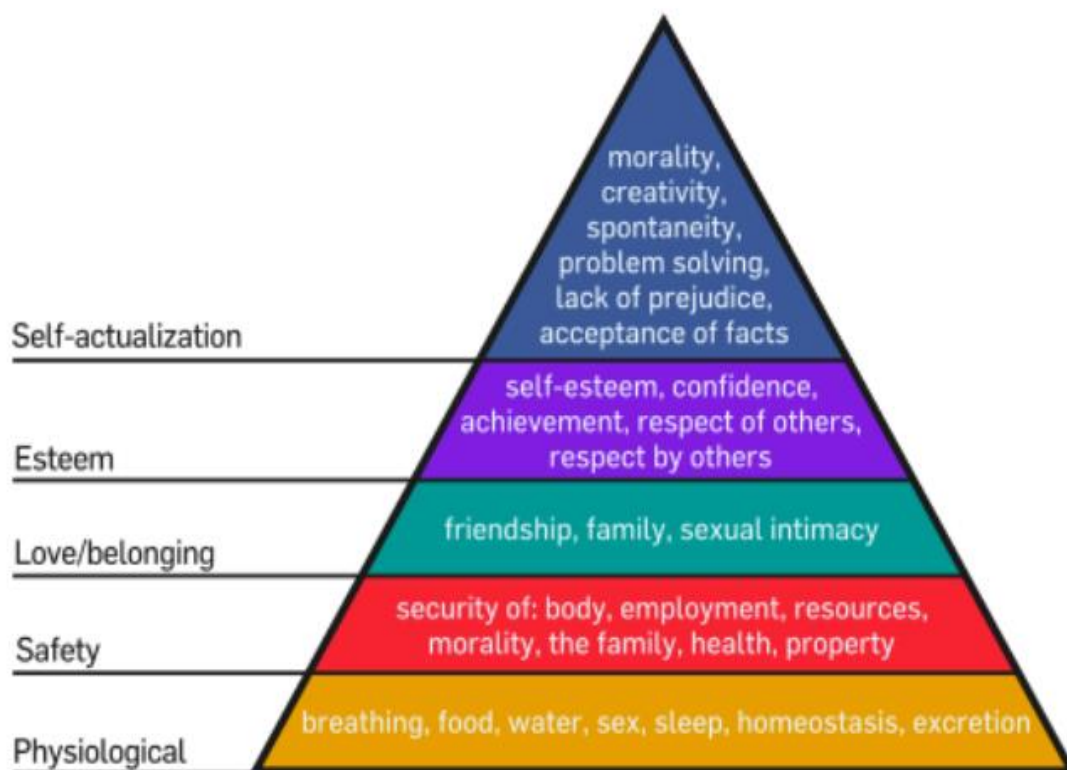 morality,
creativity,
spontaneity,
problem solving,
lack of prejudice,
acceptance of facts
Self-actualization
self-esteem, confidence,
achievement, respect of others,
respect by others
Esteem
friendship, family, sexual intimacy
Love/belonging
security of: body, employment, resources,
morality, the family, health, property
Safety
breathing, food, water, sex, sleep, homeostasis, excretion
Physiological